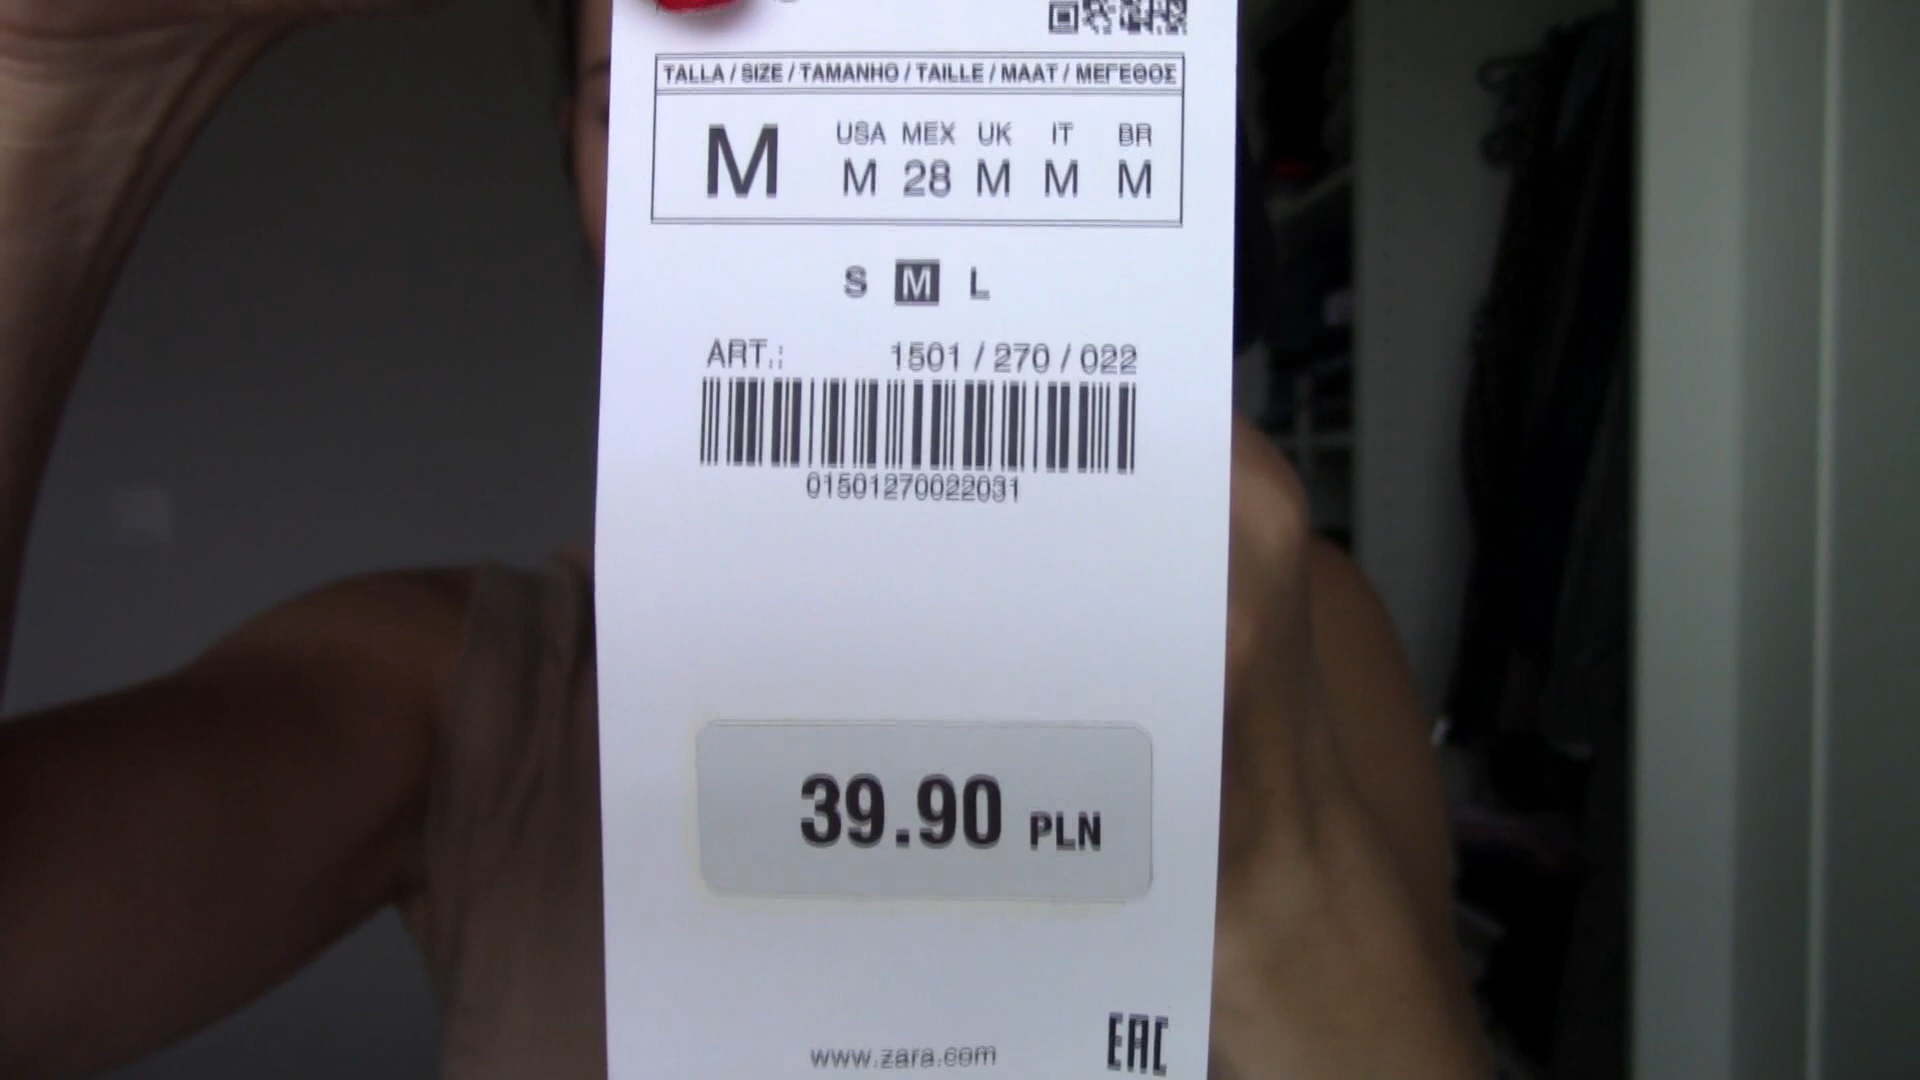 TALLA / SIZE / TAMANHO / TAILLE / MAAT / ΜΕΓΕΘΟΣ
USA MEX UK IT BR
M M 28 M M M
S M L
ART.: 1501 / 270 / 022
01501270022031
39.90 PLN
www.zara.com
EAC